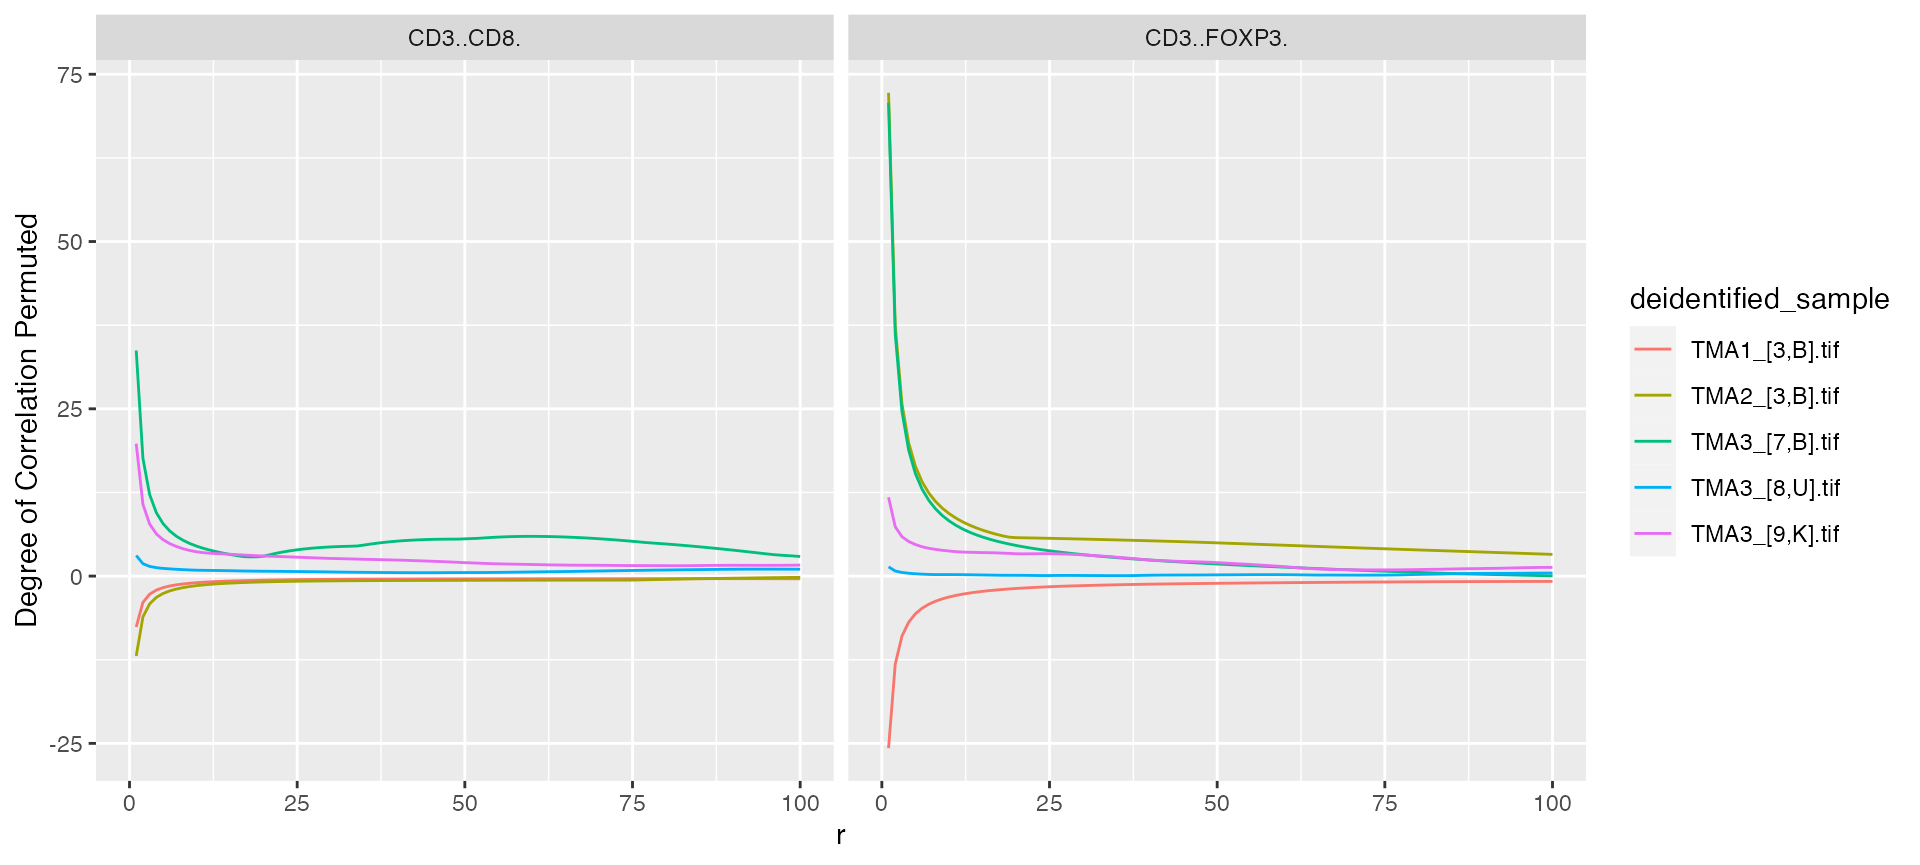 CD3..CD8.
CD3..FOXP3.
Degree of Correlation Permuted
75
50
25
0
-25
0 25 50 75 100
0 25 50 75 100
r
deidentified_sample
TMA1_[3,B].tif
TMA2_[3,B].tif
TMA3_[7,B].tif
TMA3_[8,U].tif
TMA3_[9,K].tif